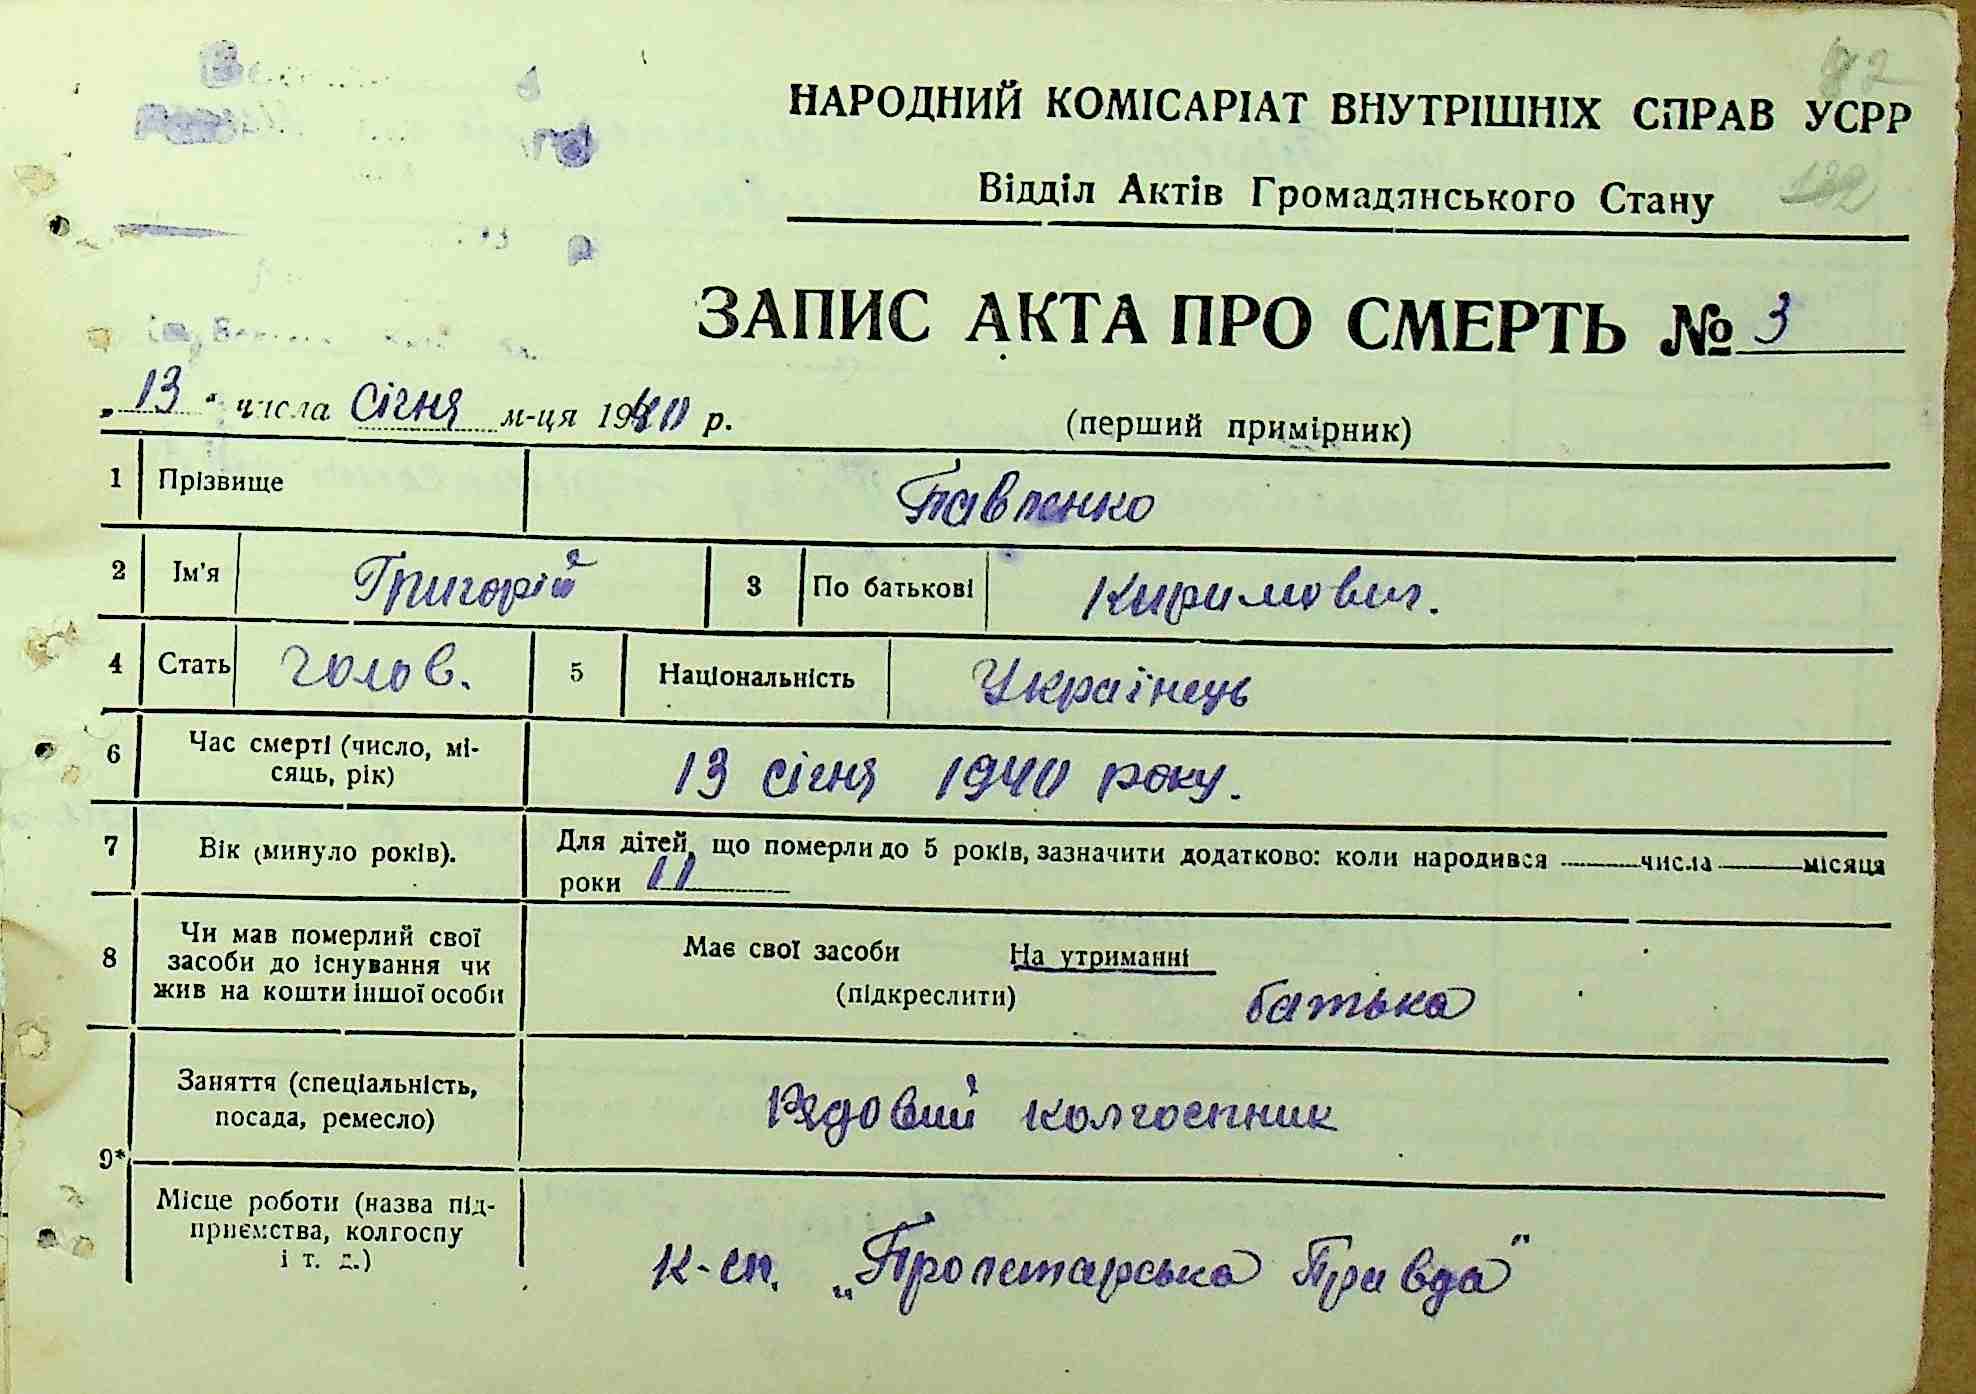 НАРОДНИЙ КОМІСАРІАТ ВНУТРІШНІХ СПРАВ УСРР
Відділ Актів Громадянського Стану
ЗАПИС АКТА ПРО СМЕРТЬ № 3
„13“ числа Січня м-ця 1940 р. (перший примірник)
1 Прізвище Павленко
2 Ім'я Григорій 3 По батькові Кирилович.
4 Стать чолов. 5 Національність Українець
6 Час смерті (число, мі-
сяць, рік) 13 січня 1940 року.
7 Вік (минуло років). Для дітей, що померли до 5 років, зазначити додатково: коли народився числа місяця
роки 11
8 Чи мав померлий свої
засоби до існування чи
жив на кошти іншої особи
Має свої засоби На утриманні
(підкреслити) батька
9* Заняття (спеціальність,
посада, ремесло) Рядовий колгоспник
Місце роботи (назва під-
приємства, колгоспу
і т. д.) к-сп. „Пролетарська Правда"